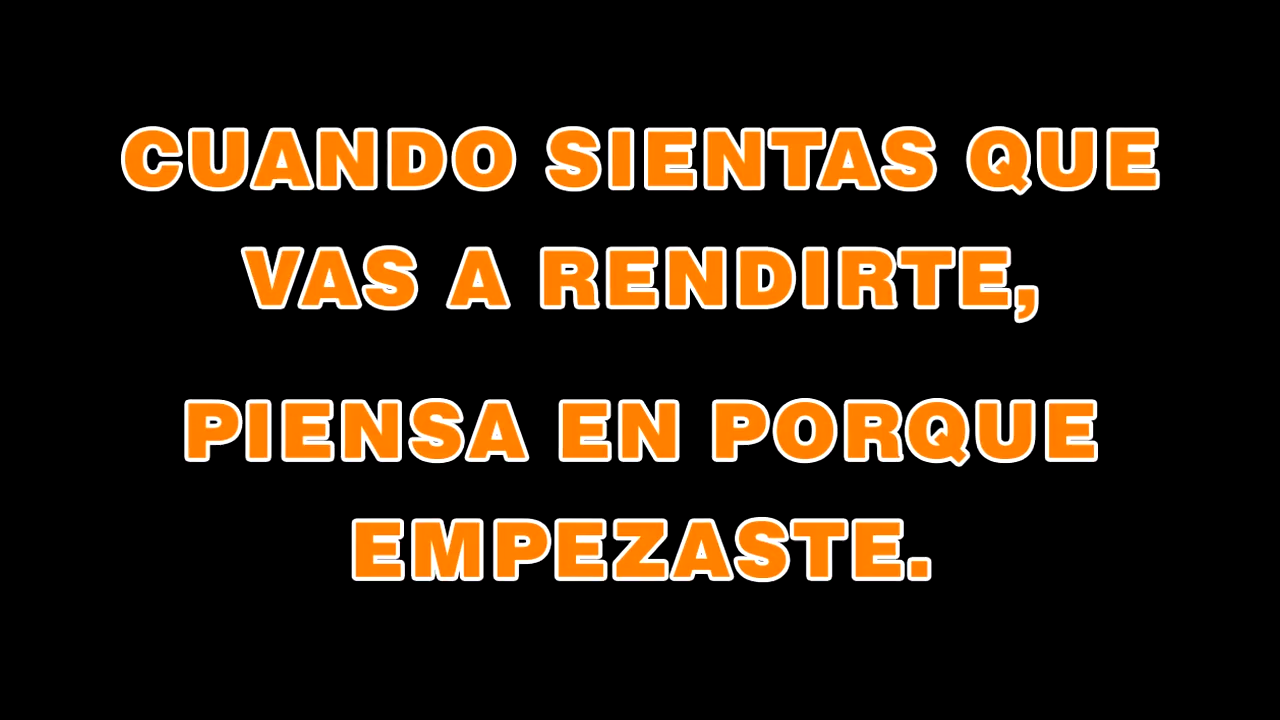 CUANDO SIENTAS QUE
VAS A RENDIRTE,
PIENSA EN PORQUE
EMPEZASTE.